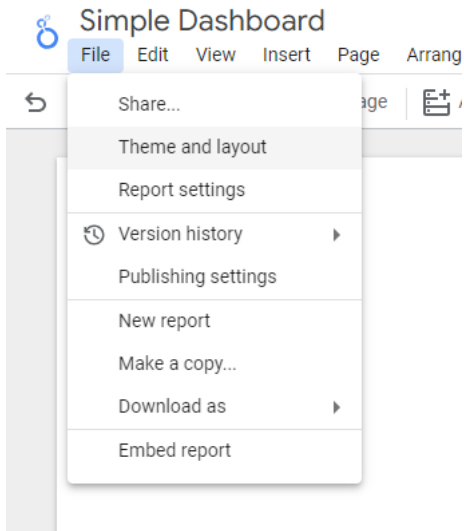 Simple Dashboard
File Edit View Insert Page Arrang
Share...
age
Theme and layout
Report settings
Version history
Publishing settings
New report
Make a copy...
Download as
Embed report